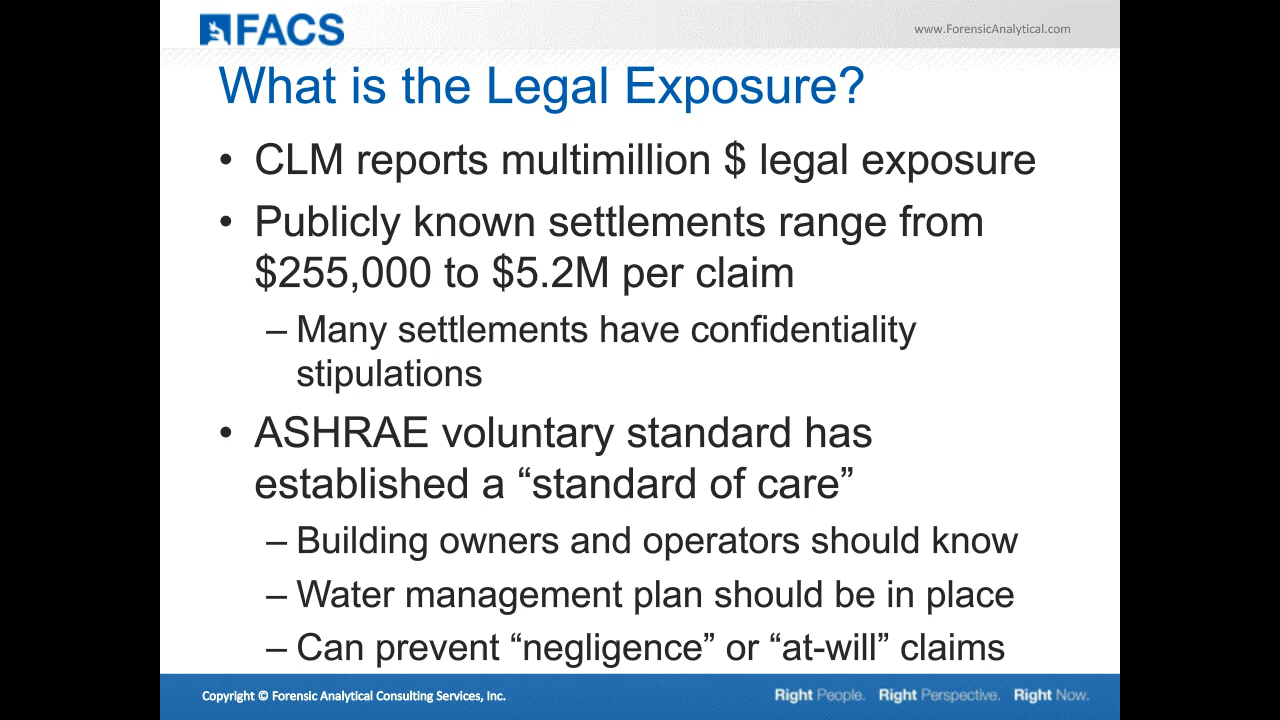 FACS
www.ForensicAnalytical.com
What is the Legal Exposure?
• CLM reports multimillion $ legal exposure
• Publicly known settlements range from
$255,000 to $5.2M per claim
– Many settlements have confidentiality
stipulations
• ASHRAE voluntary standard has
established a “standard of care”
– Building owners and operators should know
– Water management plan should be in place
– Can prevent “negligence” or “at-will” claims
Copyright © Forensic Analytical Consulting Services, Inc.
Right People. Right Perspective. Right Now.